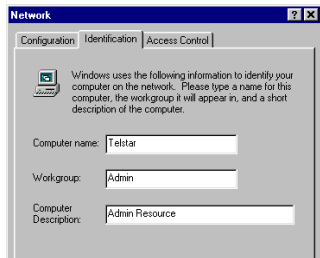 Network
Configuration Identification Access Control
Windows uses the following information to identify your
computer on the network. Please type a name for this
computer, the workgroup it will appear in, and a short
description of the computer.
Computer name: Telstar
Workgroup: Admin
Computer
Description: Admin Resource